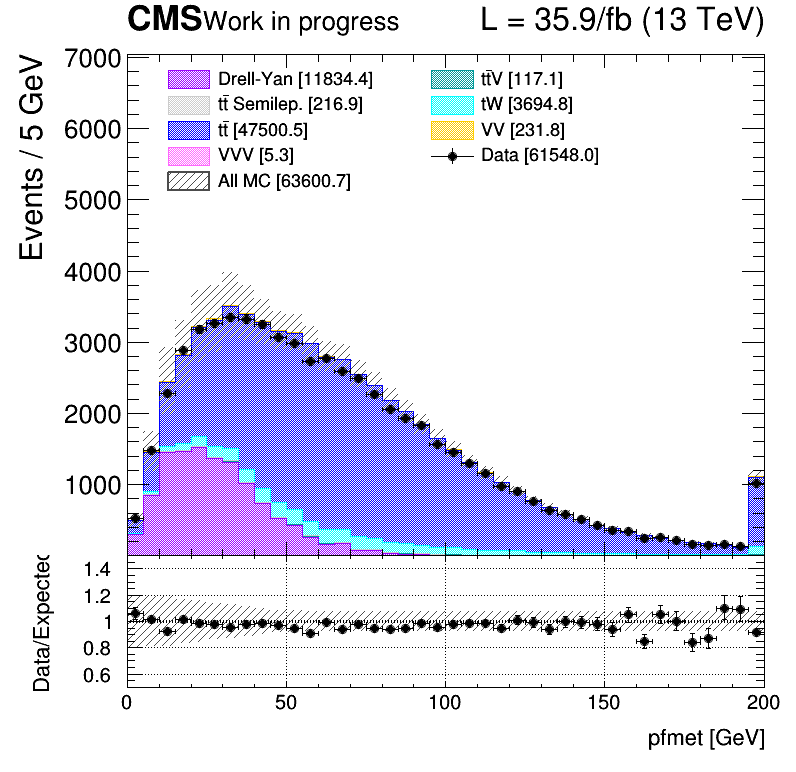 CMS Work in progress L = 35.9/fb (13 TeV)
Events / 5 GeV
7000
6000
5000
4000
3000
2000
1000
Drell-Yan [11834.4]
tt̄ Semilep. [216.9]
tt̄ [47500.5]
VVV [5.3]
All MC [63600.7]
tt̄V [117.1]
tW [3694.8]
VV [231.8]
Data [61548.0]
Data/Expected
1.4
1.2
1
0.8
0.6
0 50 100 150 200
pfmet [GeV]